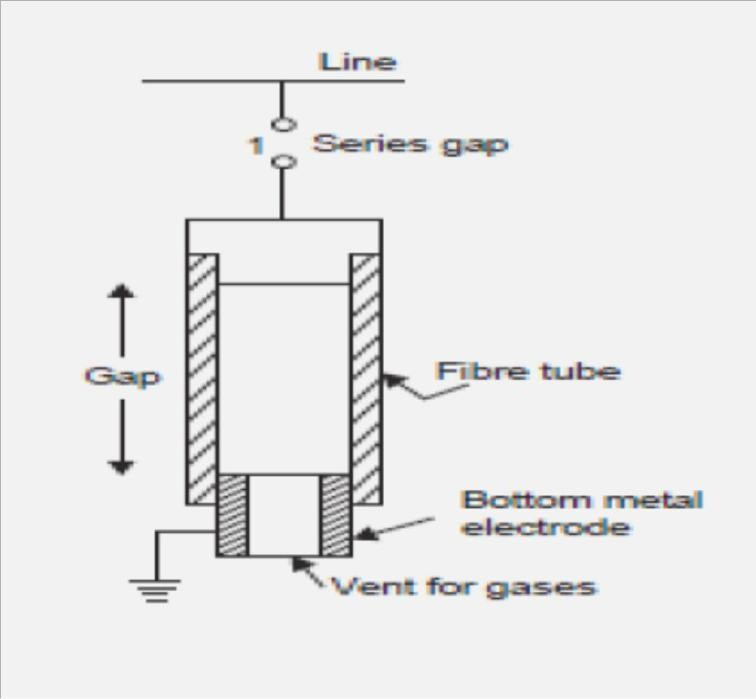 Line
1 Series gap
Gap
Fibre tube
Bottom metal
electrode
Vent for gases